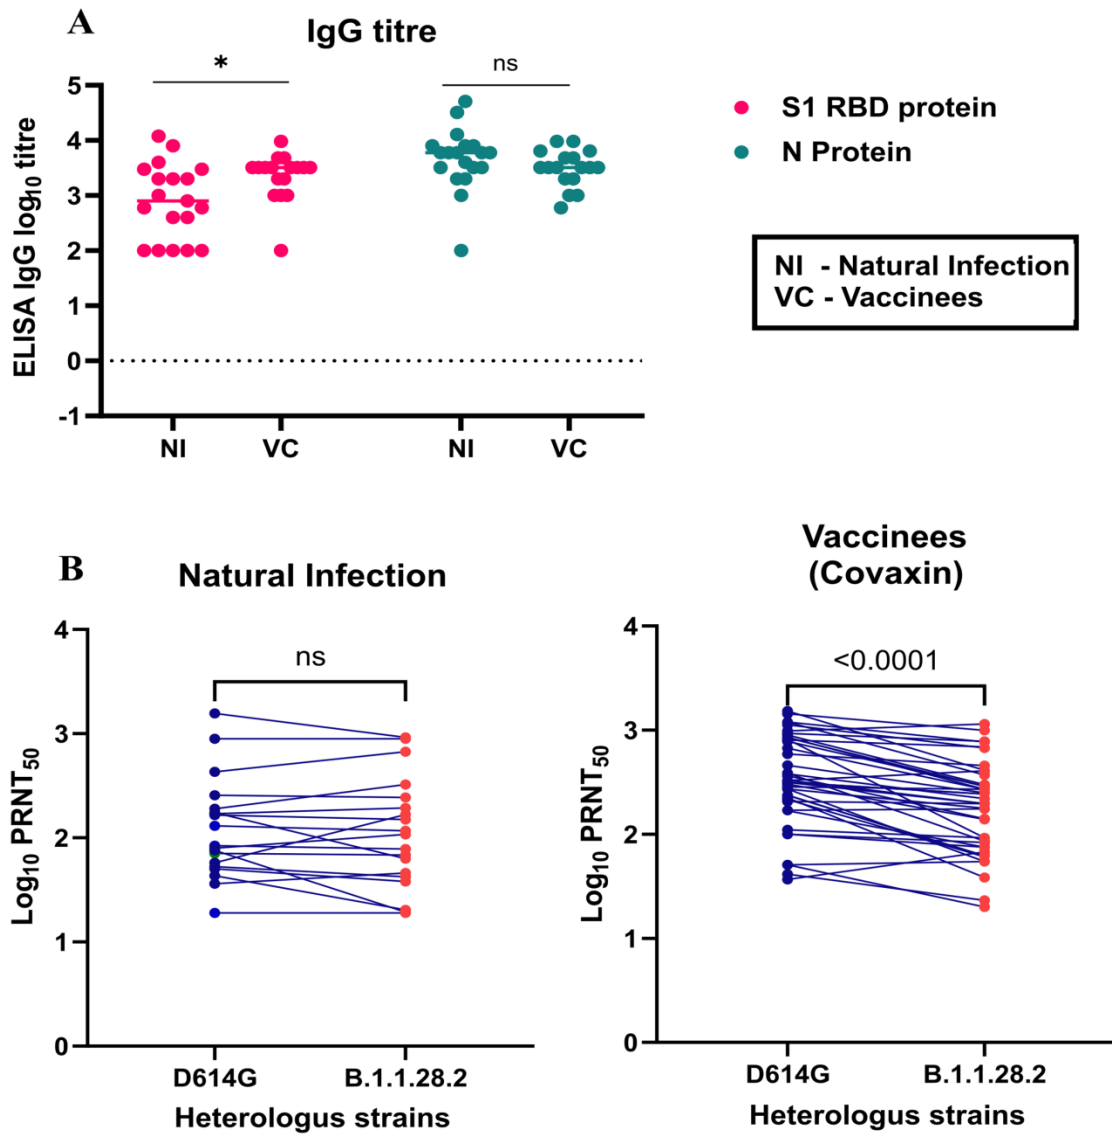 A
IgG titre
*
ns
5
4
3
2
1
0
-1
ELISA IgG log₁₀ titre
NI
VC
NI
VC
S1 RBD protein
N Protein
NI - Natural Infection
VC - Vaccinees
B
Natural Infection
ns
4
3
2
1
0
Log₁₀ PRNT₅₀
D614G
B.1.1.28.2
Heterologus strains
Vaccinees
(Covaxin)
<0.0001
4
3
2
1
0
Log₁₀ PRNT₅₀
D614G
B.1.1.28.2
Heterologus strains